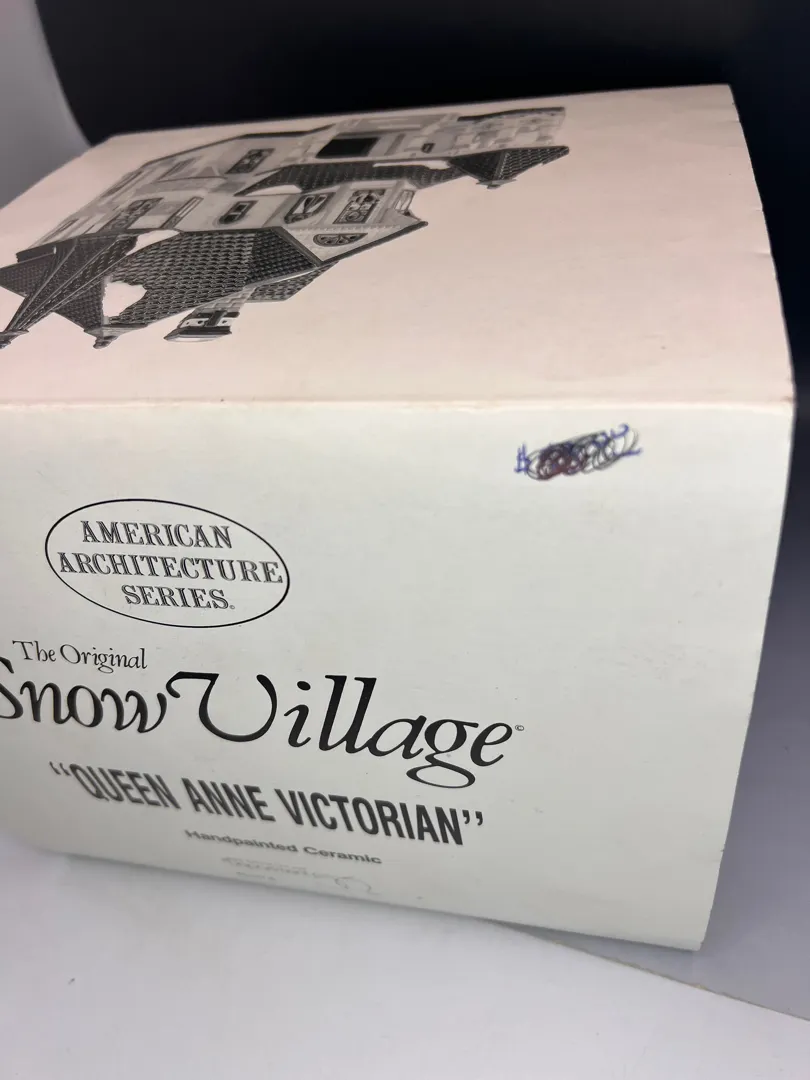 AMERICAN
ARCHITECTURE
SERIES.
The Original
Snow Village©
“QUEEN ANNE VICTORIAN”
Handpainted Ceramic